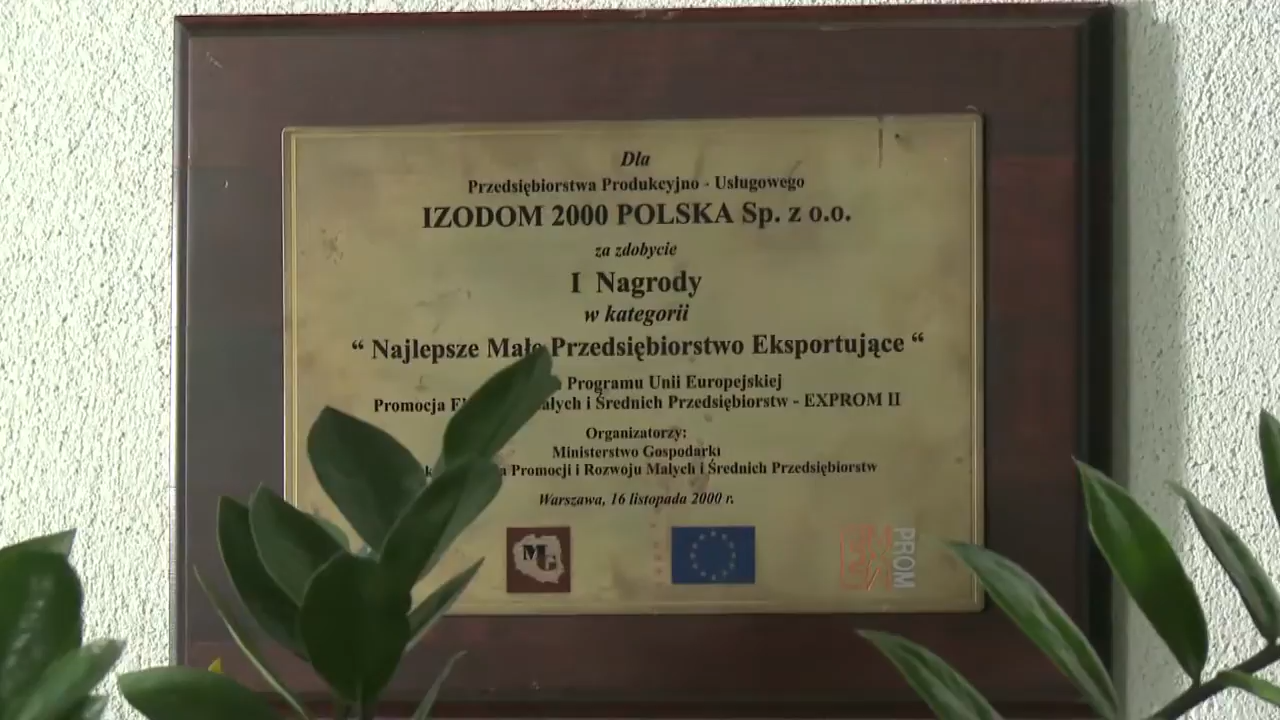 Dla
Przedsiębiorstwa Produkcyjno - Usługowego
IZODOM 2000 POLSKA Sp. z o.o.
za zdobycie
I Nagrody
w kategorii
“ Najlepsze Małe Przedsiębiorstwo Eksportujące “
Programu Unii Europejskiej
Promocja i Średnich Przedsiębiorstw - EXPROM II
Organizatorzy:
Ministerstwo Gospodarki
Promocji i Rozwoju Małych i Średnich Przedsiębiorstw
Warszawa, 16 listopada 2000 r.
PROM